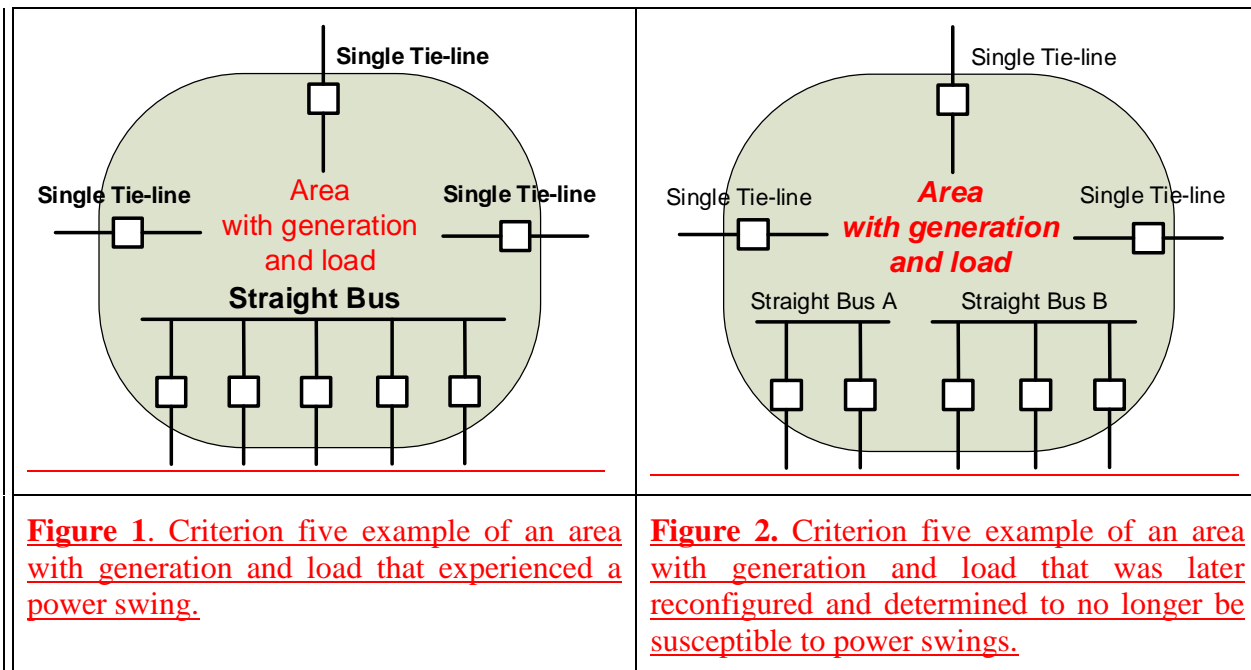 Single Tie-line
Single Tie-line
Single Tie-line
Area
with generation
and load
Straight Bus
Figure 1. Criterion five example of an area
with generation and load that experienced a
power swing.
Single Tie-line
Single Tie-line
Single Tie-line
Area
with generation
and load
Straight Bus A
Straight Bus B
Figure 2. Criterion five example of an area
with generation and load that was later
reconfigured and determined to no longer be
susceptible to power swings.